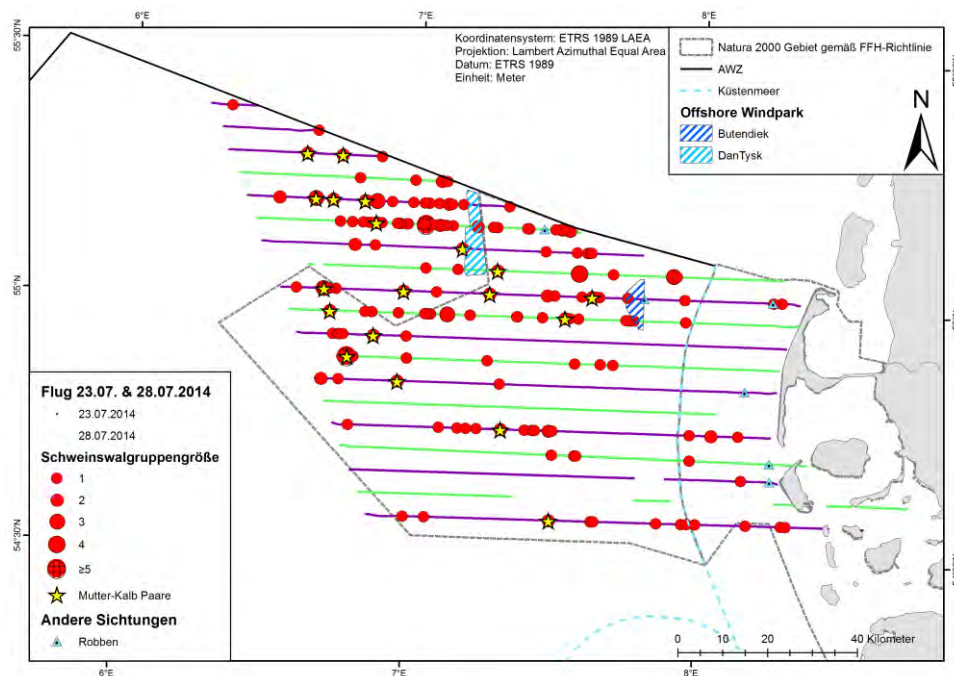 6°E
7°E
8°E
55°30'N
Koordinatensystem: ETRS 1989 LAEA
Projektion: Lambert Azimuthal Equal Area
Datum: ETRS 1989
Einheit: Meter
Natura 2000 Gebiet gemäß FFH-Richtlinie
AWZ
Küstenmeer
Offshore Windpark
Butendiek
DanTysk
N
55°N
Flug 23.07. & 28.07.2014
23.07.2014
28.07.2014
Schweinswalgruppengröße
1
2
3
4
≥5
Mutter-Kalb Paare
Andere Sichtungen
Robben
54°30'N
0 10 20 40 Kilometer
6°E
7°E
8°E